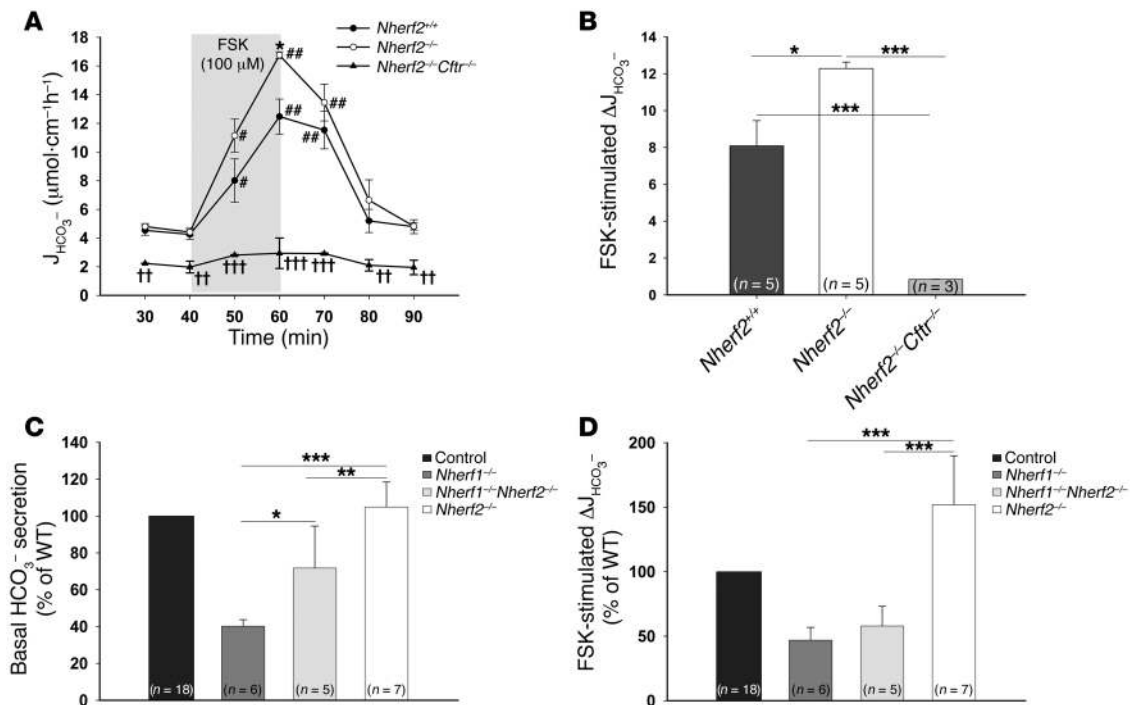 A
FSK
(100 μM)
Nherf2+/+
Nherf2−/−
Nherf2−/−Cftr−/−
JHCO3− (μmol·cm−1h−1)
18
16
14
12
10
8
6
4
2
0
*
##
##
##
##
#
#
††
††
†††
†††
†††
††
††
30 40 50 60 70 80 90
Time (min)
B
FSK-stimulated ΔJHCO3−
14
12
10
8
6
4
2
0
* ***
***
(n = 5) (n = 5) (n = 3)
Nherf2+/+ Nherf2−/− Nherf2−/−Cftr−/−
C
Basal HCO3− secretion
(% of WT)
140
120
100
80
60
40
20
0
***
**
*
Control
Nherf1−/−
Nherf1−/−Nherf2−/−
Nherf2−/−
(n = 18) (n = 6) (n = 5) (n = 7)
D
FSK-stimulated ΔJHCO3−
(% of WT)
200
150
100
50
0
***
***
Control
Nherf1−/−
Nherf1−/−Nherf2−/−
Nherf2−/−
(n = 18) (n = 6) (n = 5) (n = 7)